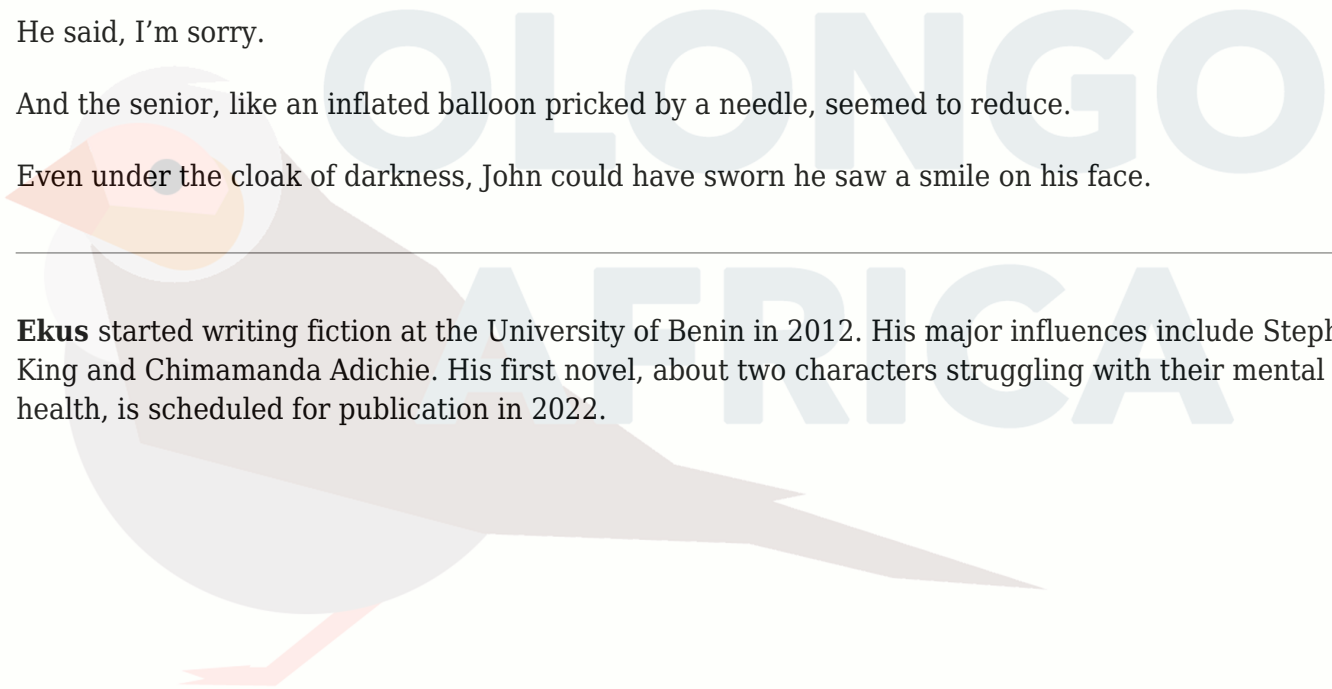 He said, I’m sorry.
And the senior, like an inflated balloon pricked by a needle, seemed to reduce.
Even under the cloak of darkness, John could have sworn he saw a smile on his face.
Ekus started writing fiction at the University of Benin in 2012. His major influences include
King and Chimamanda Adichie. His first novel, about two characters struggling with their mental
health, is scheduled for publication in 2022.
OLONGO
AFRICA